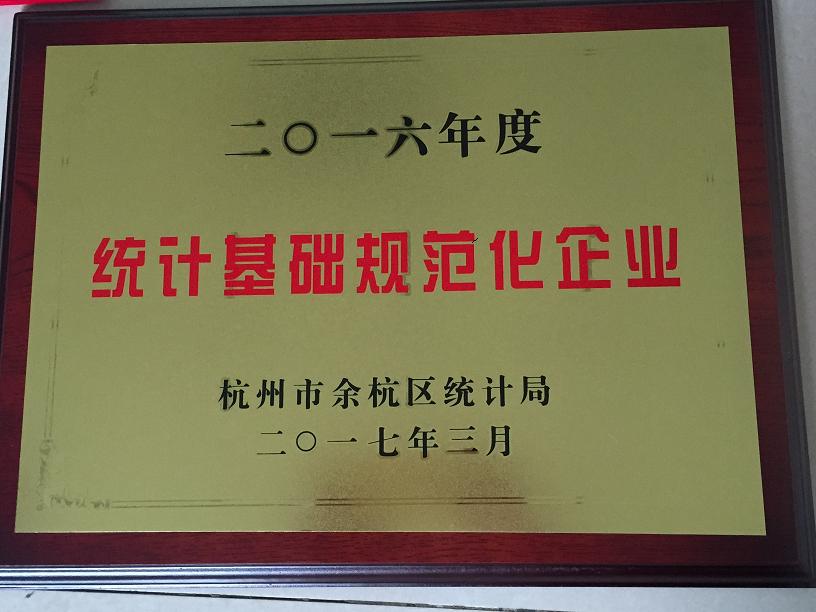 二〇一六年度
统计基础规范化企业
杭州市余杭区统计局
二〇一七年三月